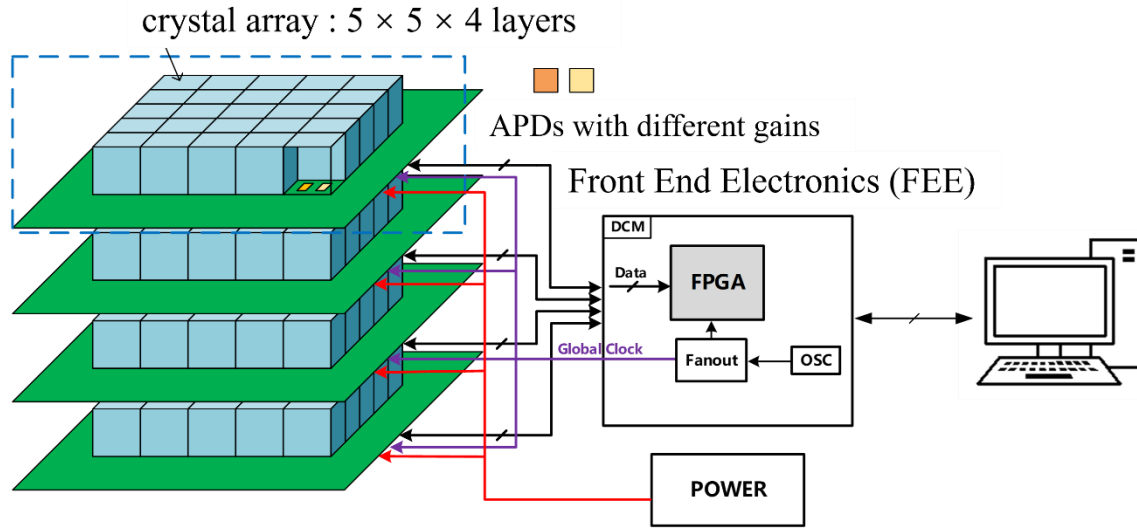 crystal array : 5 × 5 × 4 layers
APDs with different gains
Front End Electronics (FEE)
DCM
Data
FPGA
Global Clock
Fanout
OSC
POWER